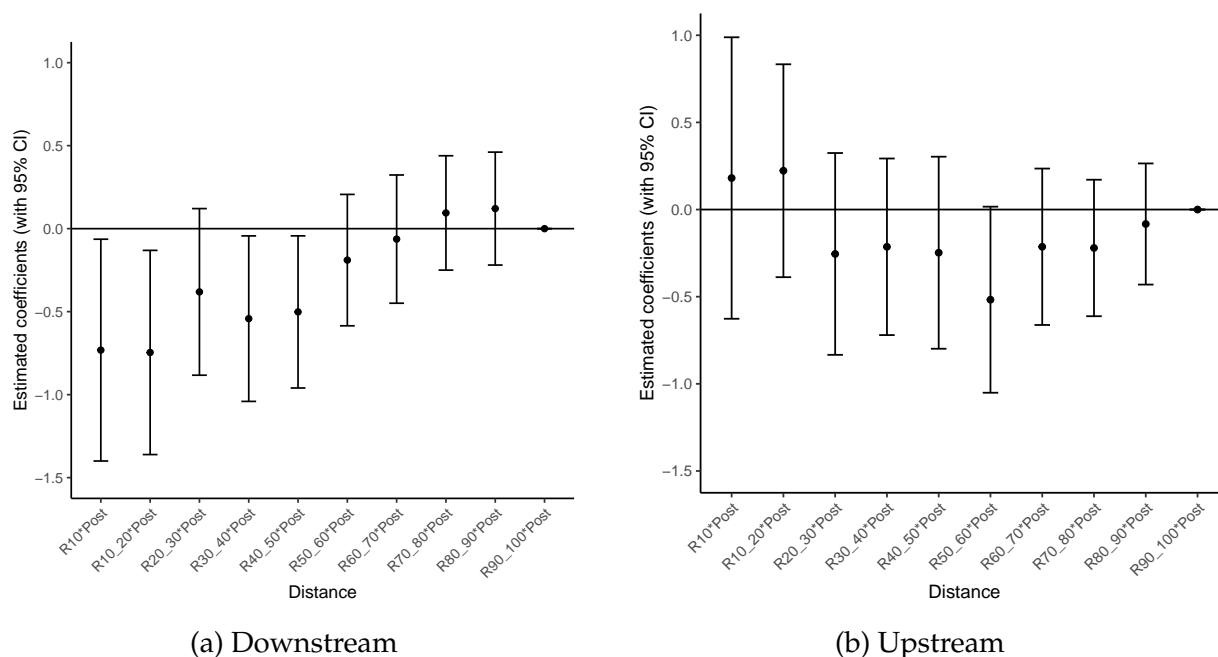 Estimated coefficients (with 95% CI)
1.0
0.5
0.0
−0.5
−1.0
−1.5
R10*Post
R10_20*Post
R20_30*Post
R30_40*Post
R40_50*Post
R50_60*Post
R60_70*Post
R70_80*Post
R80_90*Post
R90_100*Post
Distance
(a) Downstream
Estimated coefficients (with 95% CI)
1.0
0.5
0.0
−0.5
−1.0
−1.5
R10*Post
R10_20*Post
R20_30*Post
R30_40*Post
R40_50*Post
R50_60*Post
R60_70*Post
R70_80*Post
R80_90*Post
R90_100*Post
Distance
(b) Upstream